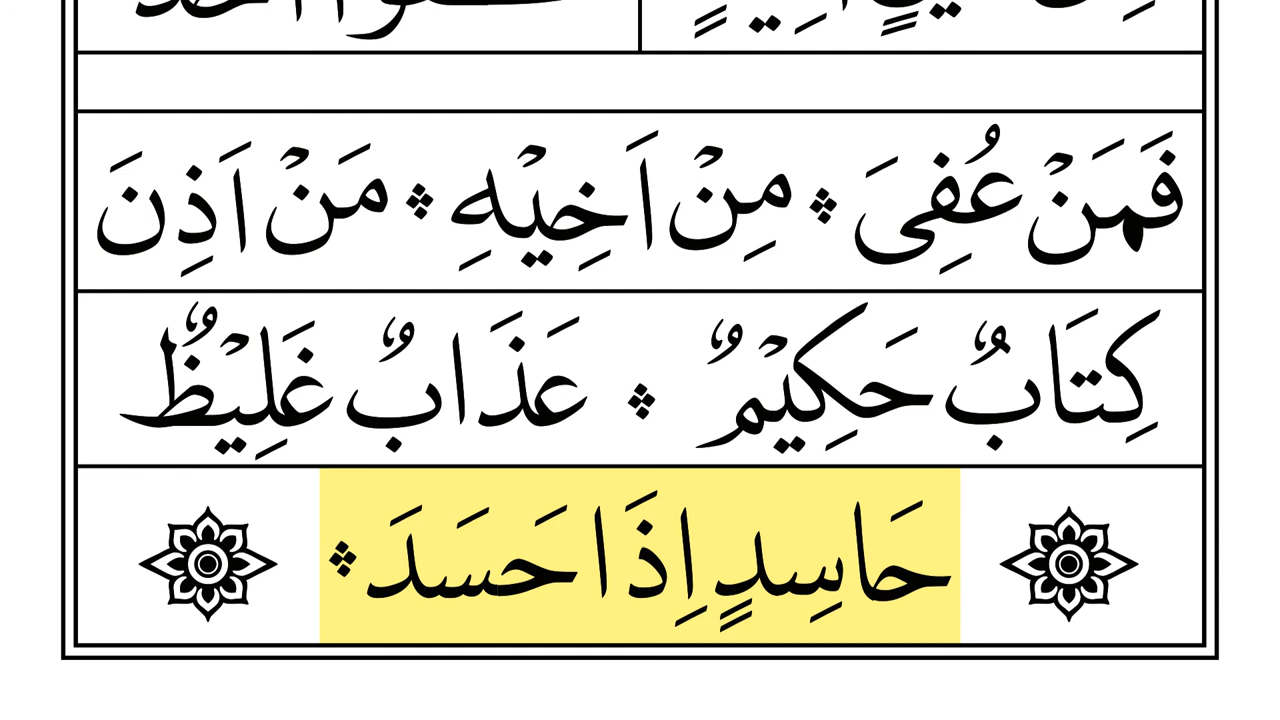 فَمَنْ عُفِىَ ۞ مِنْ اَخِيْهِ ۞ مَنْ اَذِنَ
كِتَابٌ حَكِيْمٌ ۞ عَذَابٌ غَلِيْظٌ
حَاسِدٍ اِذَا حَسَدَ ۞